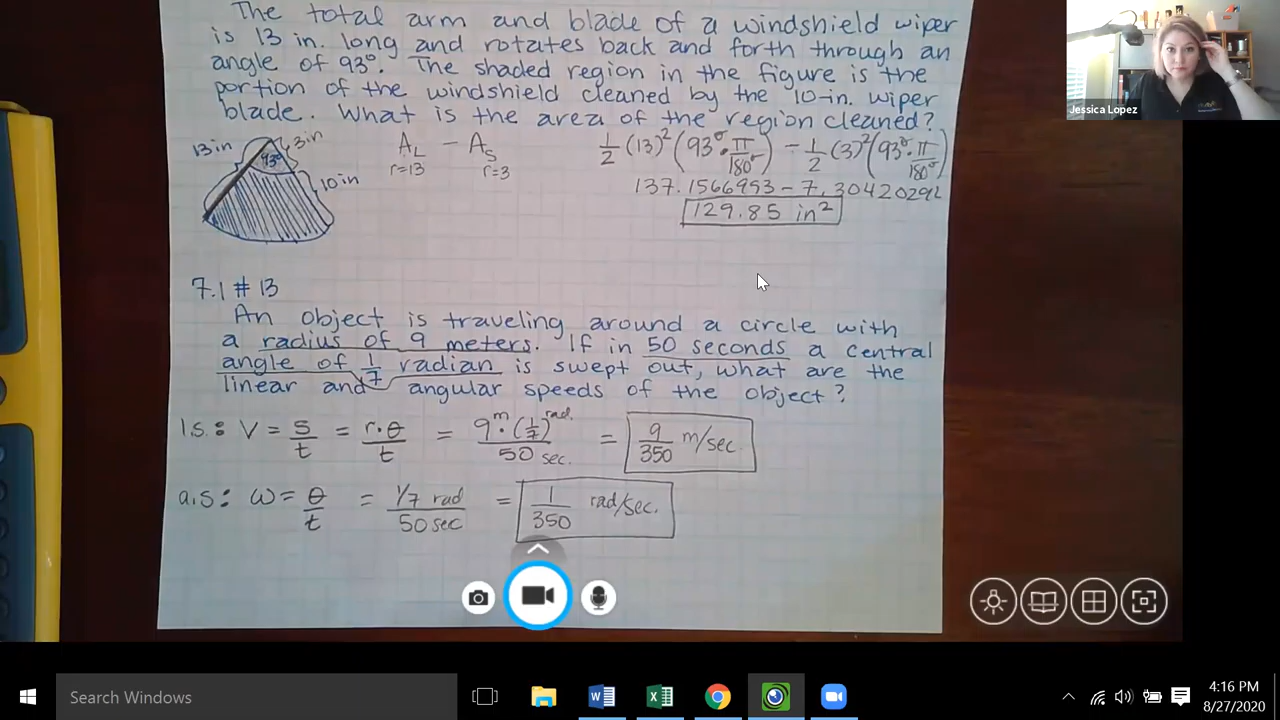 The total arm and blade of a windshield wiper
is 13 in. long and rotates back and forth through an
angle of 93°. The shaded region in the figure is the
portion of the windshield cleaned by the 10-in. wiper
blade. What is the area of the region cleaned?
13 in 3 in 93° 10 in
A_L - A_S
r=13 r=3
1/2 (13)² (93° · π/180°) - 1/2 (3)² (93° · π/180°)
137.1566993 - 7.30420292
129.85 in²
7.1 # 13
An object is traveling around a circle with
a radius of 9 meters. If in 50 seconds a central
angle of 1/7 radian is swept out, what are the
linear and angular speeds of the object?
l.s.: V = s/t = r·θ/t = 9 m · (1/7) rad. / 50 sec. = 9/350 m/sec.
a.s: ω = θ/t = 1/7 rad / 50 sec = 1/350 rad/sec.
Jessica Lopez
Search Windows
4:16 PM
8/27/2020